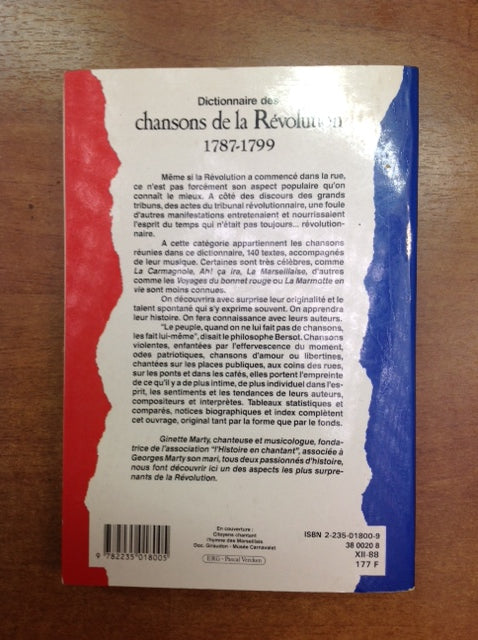 Dictionnaire des
chansons de la Révolution
1787-1799
Même si la Révolution a commencé dans la rue,
ce n'est pas forcément son aspect populaire qu'on
connaît le mieux. A côté des discours des grands
tribuns, des actes du tribunal révolutionnaire, une foule
d'autres manifestations entretenaient et nourrissaient
l'esprit du temps qui n'était pas toujours... révolution-
naire.
A cette catégorie appartiennent les chansons
réunies dans ce dictionnaire, 140 textes, accompagnés
de leur musique. Certaines sont très célèbres, comme
La Carmagnole, Ah! ça ira, La Marseillaise, d'autres
comme les Voyages du bonnet rouge ou La Marmotte en
vie sont moins connues.
On découvrira avec surprise leur originalité et le
talent spontané qui s'y exprime souvent. On apprendra
leur histoire. On fera connaissance avec leurs auteurs.
"Le peuple, quand on ne lui fait pas de chansons,
les fait lui-même", disait le philosophe Bersot. Chansons
violentes, enfantées par l'effervescence du moment,
odes patriotiques, chansons d'amour ou libertines,
chantées sur les places publiques, aux coins des rues,
sur les ponts et dans les cafés, elles portent l'empreinte
de ce qu'il y a de plus intime, de plus individuel dans l'es-
prit, les sentiments et les tendances de leurs auteurs,
compositeurs et interprètes. Tableaux statistiques et
comparés, notices biographiques et index complètent
cet ouvrage, original tant par la forme que par le fonds.
Ginette Marty, chanteuse et musicologue, fonda-
trice de l'association "l'Histoire en chantant", associée à
Georges Marty son mari, tous deux passionnés d'histoire,
nous font découvrir ici un des aspects les plus surpre-
nants de la Révolution.
En couverture :
Citoyens chantant
l'hymne des Marseillais
Doc. Giraudon - Musée Carnavalet
ERG - Pascal Vercken
9 782235 018005
ISBN 2-235-01800-9
38 0020 8
XII-88
177 F